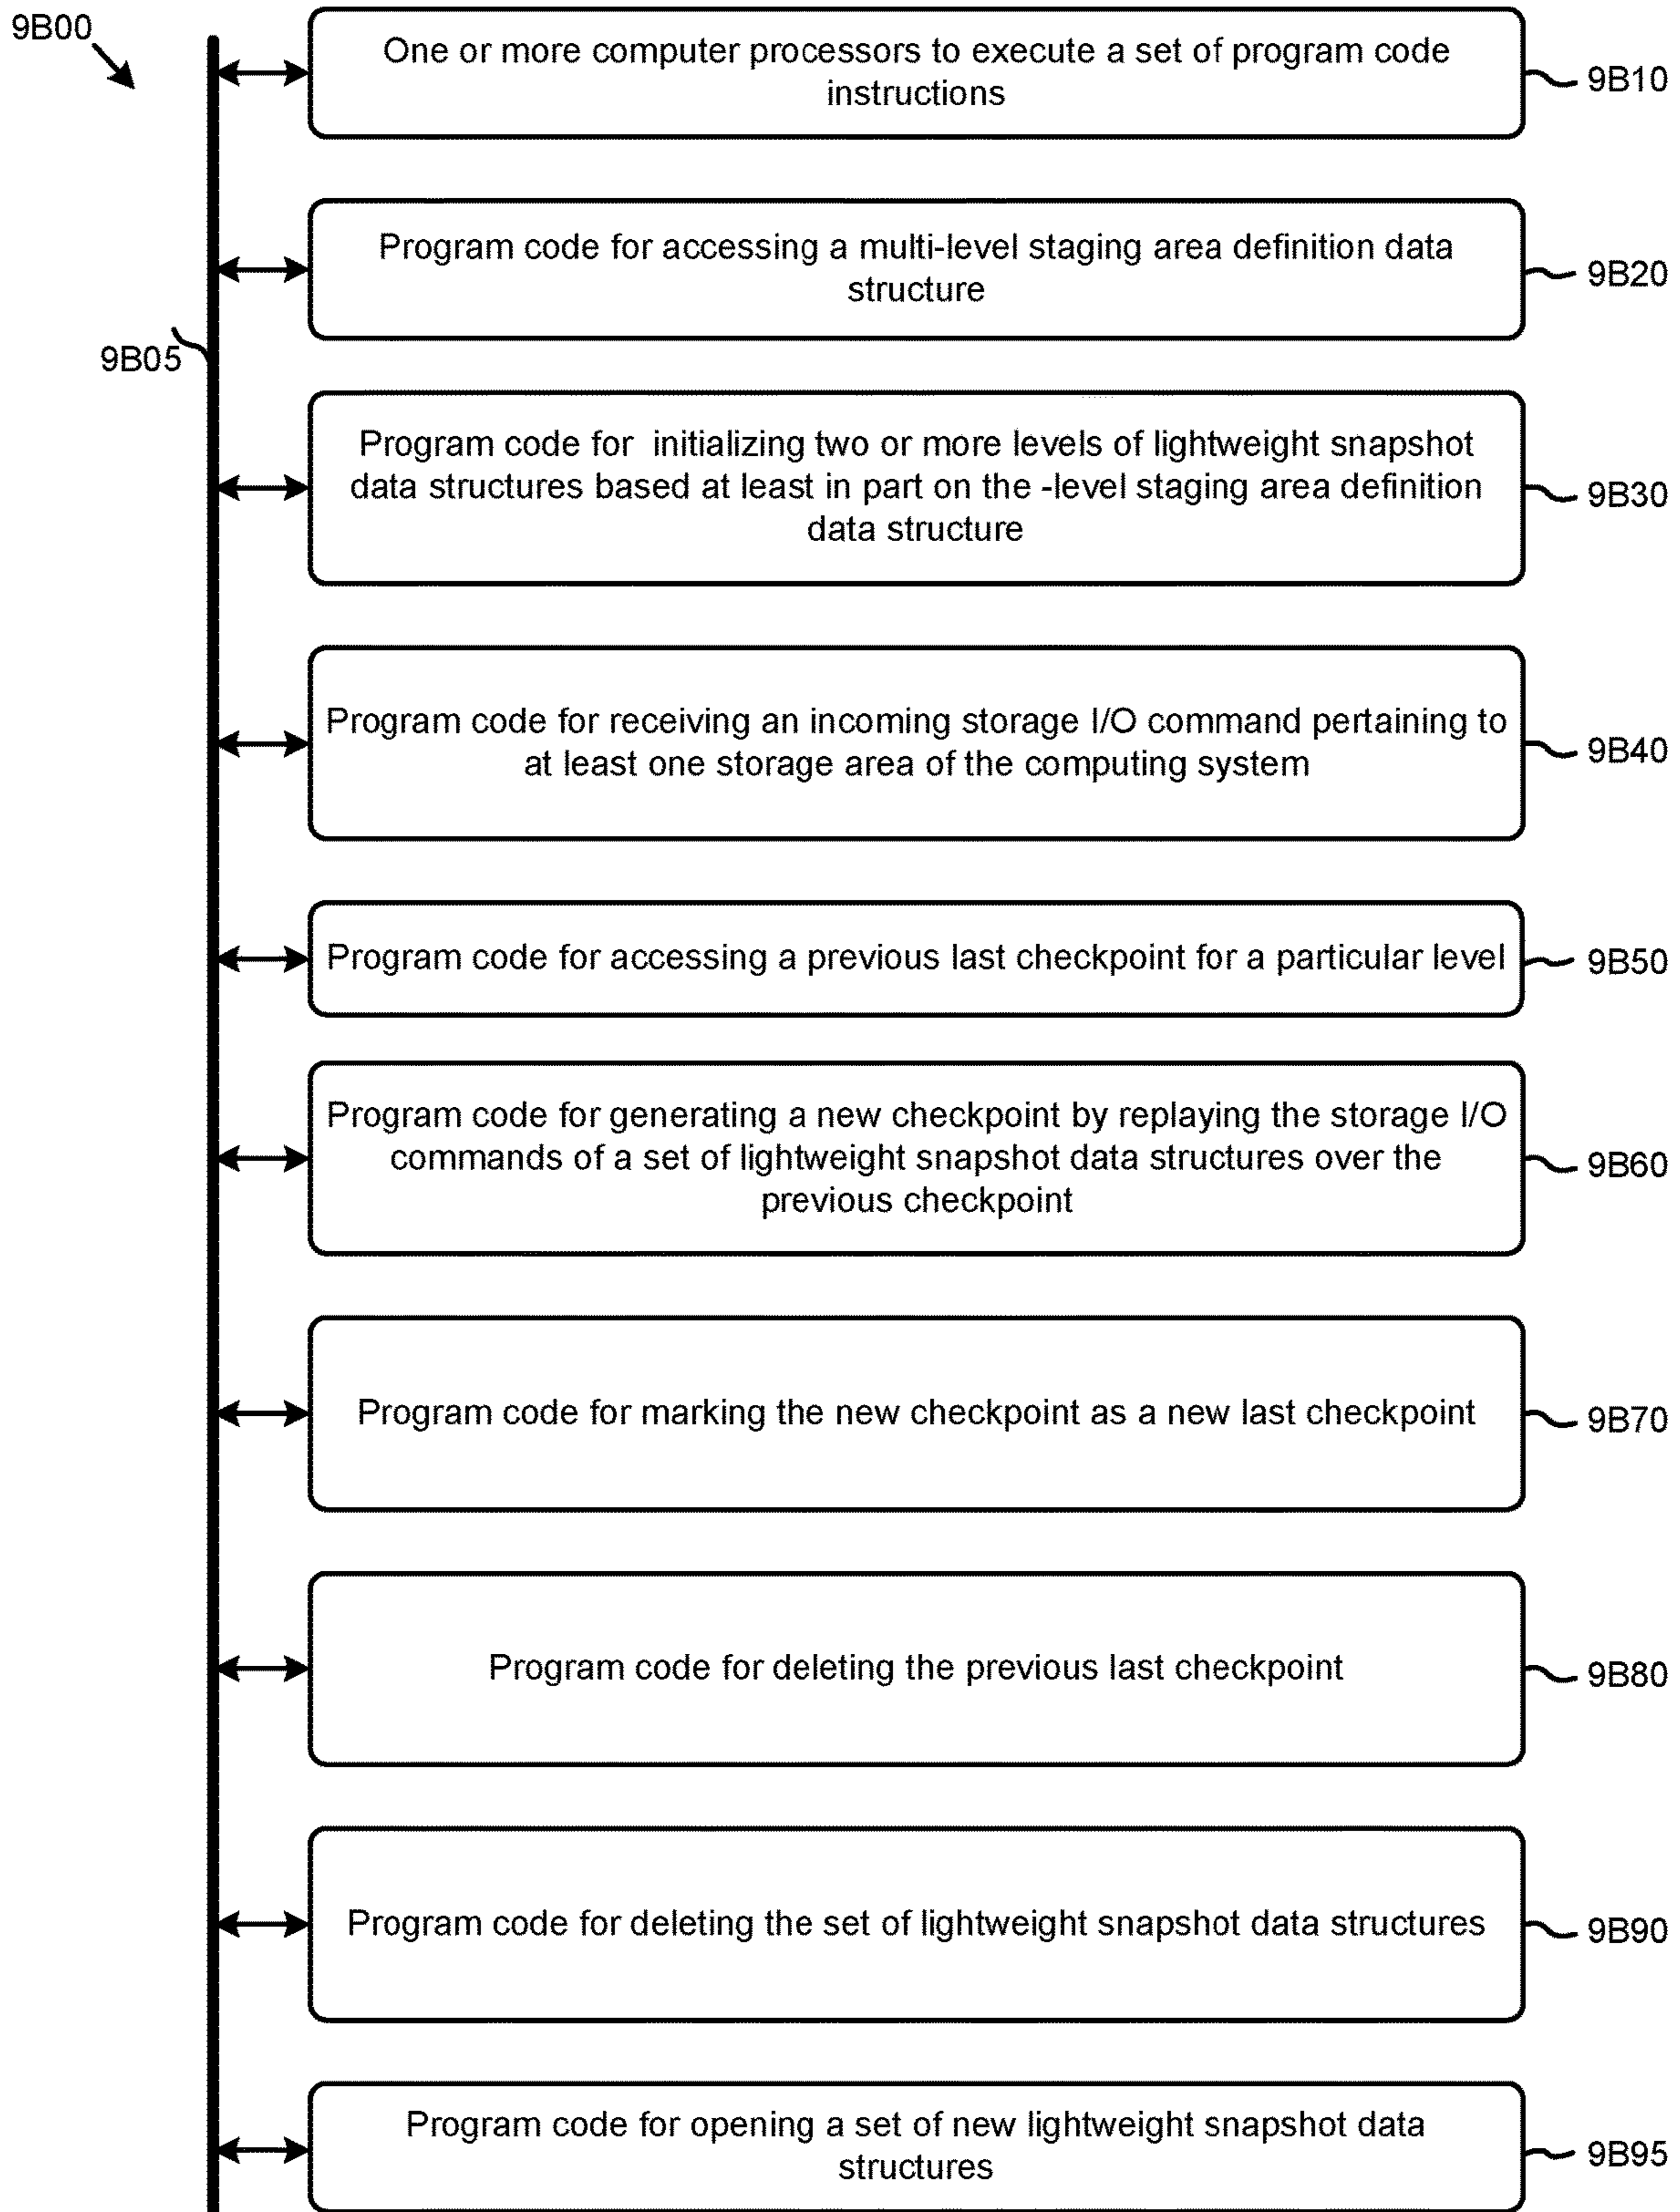 9B00
One or more computer processors to execute a set of program code
instructions
9B10
Program code for accessing a multi-level staging area definition data
structure
9B20
9B05
Program code for  initializing two or more levels of lightweight snapshot
data structures based at least in part on the -level staging area definition
data structure
9B30
Program code for receiving an incoming storage I/O command pertaining to
at least one storage area of the computing system
9B40
Program code for accessing a previous last checkpoint for a particular level
9B50
Program code for generating a new checkpoint by replaying the storage I/O
commands of a set of lightweight snapshot data structures over the
previous checkpoint
9B60
Program code for marking the new checkpoint as a new last checkpoint
9B70
Program code for deleting the previous last checkpoint
9B80
Program code for deleting the set of lightweight snapshot data structures
9B90
Program code for opening a set of new lightweight snapshot data
structures
9B95